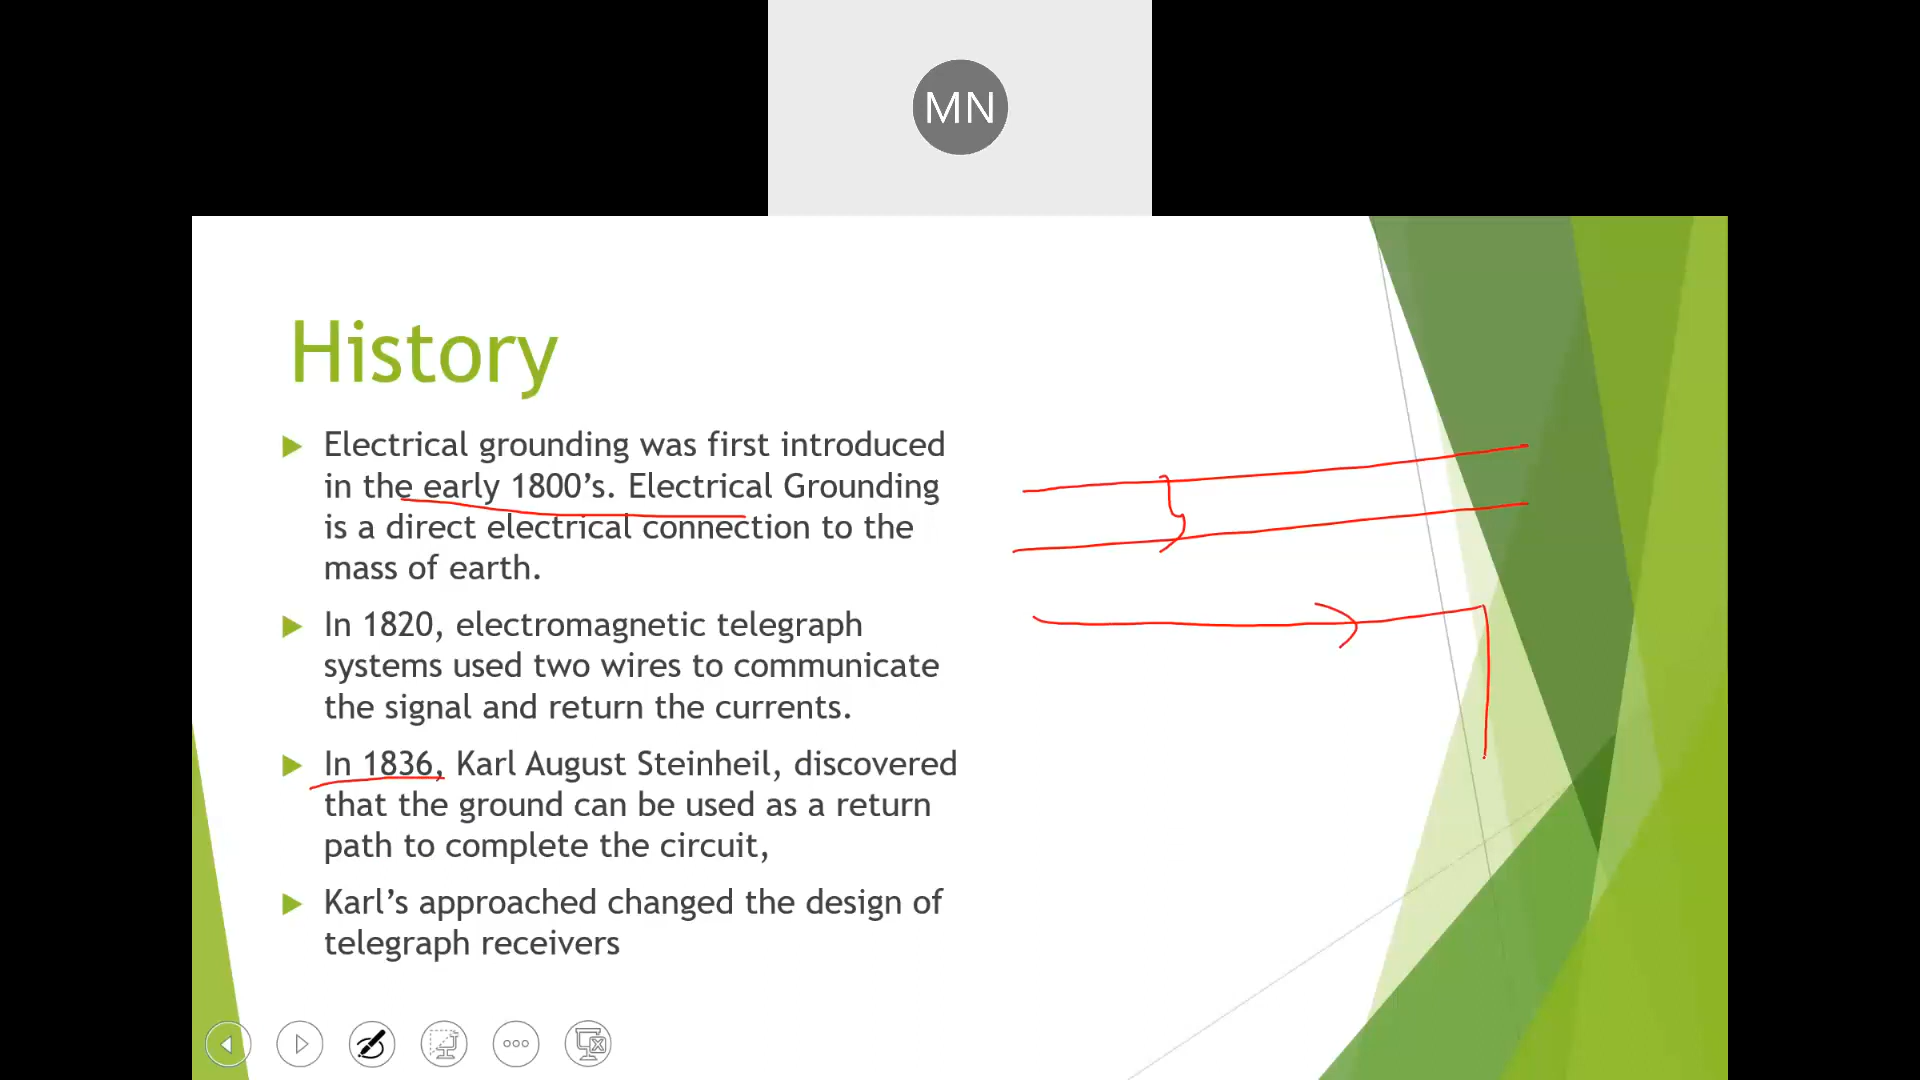 MN
History
Electrical grounding was first introduced
in the early 1800’s. Electrical Grounding
is a direct electrical connection to the
mass of earth.
In 1820, electromagnetic telegraph
systems used two wires to communicate
the signal and return the currents.
In 1836, Karl August Steinheil, discovered
that the ground can be used as a return
path to complete the circuit,
Karl’s approached changed the design of
telegraph receivers